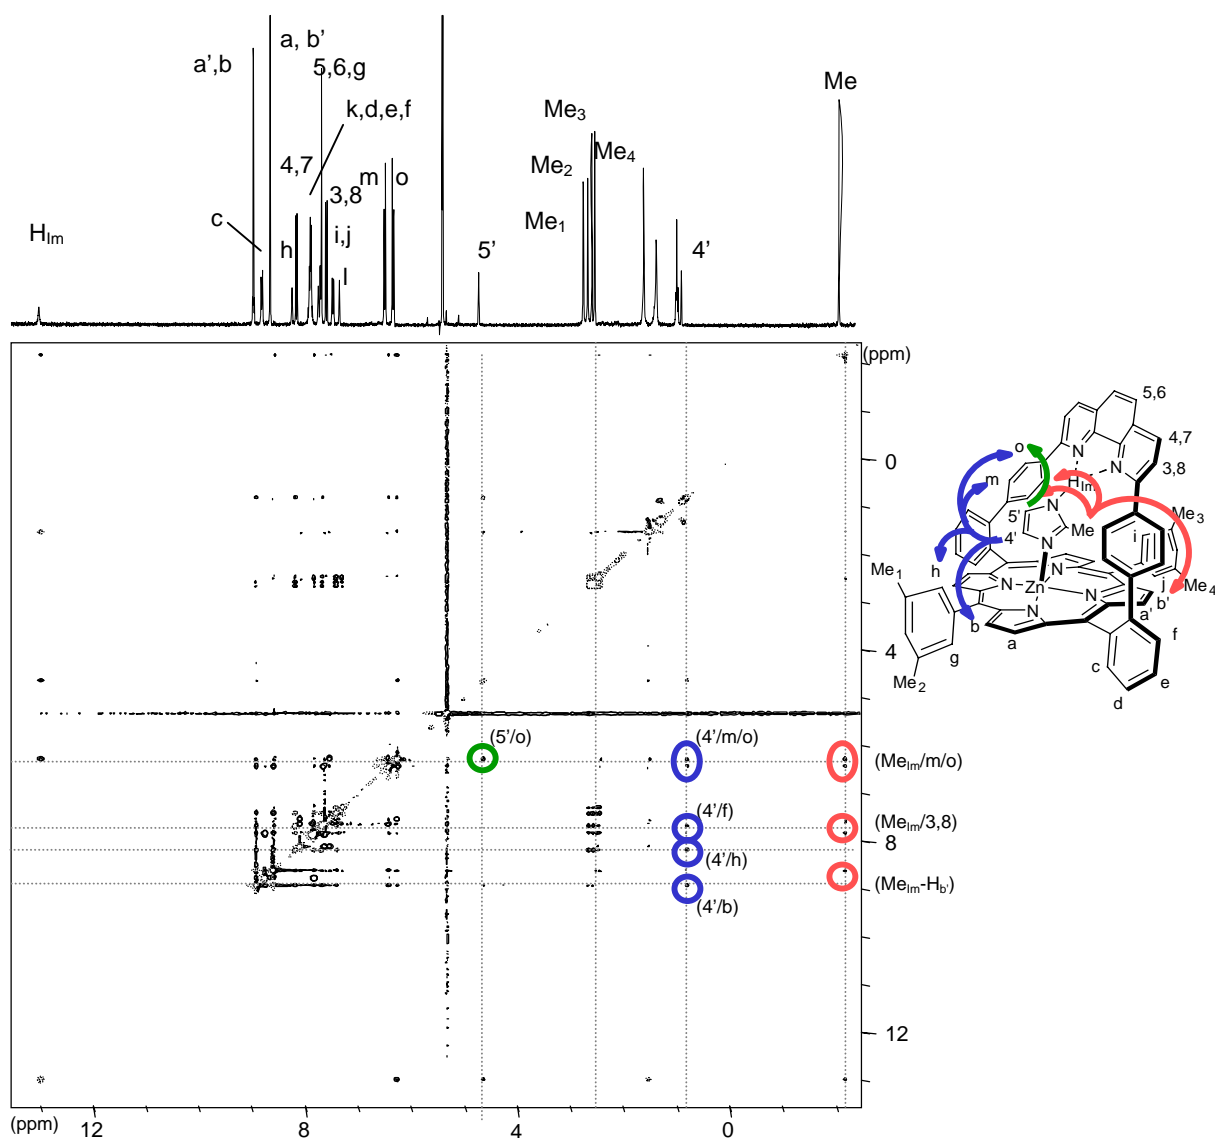 a, b’
a’,b
5,6,g
Me
k,d,e,f
Me3
Me4
4,7
Me2
3,8
m
o
c
Me1
HIm
h
i,j
5’
4’
l
(ppm)
0
4
8
12
(5’/o)
(4’/m/o)
(MeIm/m/o)
(4’/f)
(MeIm/3,8)
(4’/h)
(MeIm-Hb’)
(4’/b)
(ppm)
12
8
4
0
5,6
4,7
3,8
o
N
N
HIm
m
N
5’
Me3
4’
Me
i
N
h
Me1
N
N
Zn
N
N
j
Me4
b’
a’
b
a
g
f
c
e
d
Me2